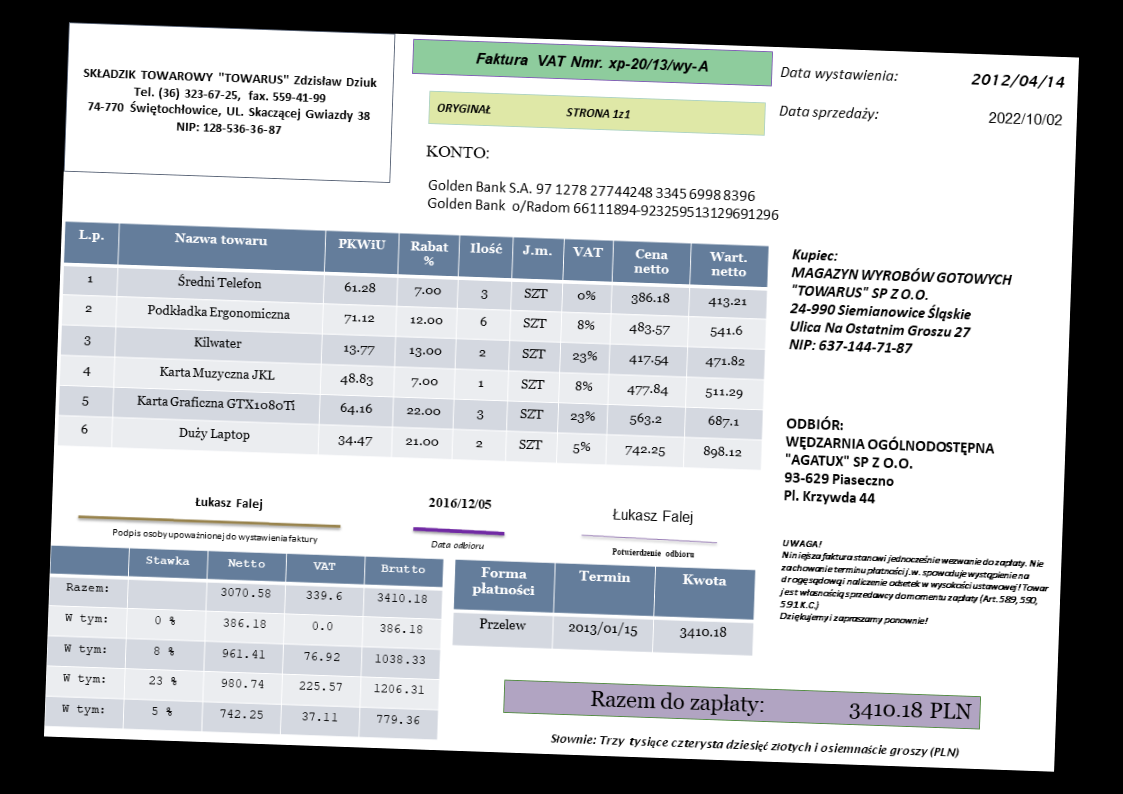 SKŁADZIK TOWAROWY "TOWARUS" Zdzisław Dziuk
Tel. (36) 323-67-25, fax. 559-41-99
74-770 Świętochłowice, UL. Skaczącej Gwiazdy 38
NIP: 128-536-36-87
Faktura VAT Nmr. xp-20/13/wy-A
ORYGINAŁ STRONA 1z1
Data wystawienia: 2012/04/14
Data sprzedaży: 2022/10/02
KONTO:
Golden Bank S.A. 97 1278 27744248 3345 6998 8396
Golden Bank o/Radom 66111894-923259513129691296
L.p. Nazwa towaru PKWiU Rabat % Ilość J.m. VAT Cena netto Wart. netto
1 Średni Telefon 61.28 7.00 3 SZT 0% 386.18 413.21
2 Podkładka Ergonomiczna 71.12 12.00 6 SZT 8% 483.57 541.6
3 Kilwater 13.77 13.00 2 SZT 23% 417.54 471.82
4 Karta Muzyczna JKL 48.83 7.00 1 SZT 8% 477.84 511.29
5 Karta Graficzna GTX1080Ti 64.16 22.00 3 SZT 23% 563.2 687.1
6 Duży Laptop 34.47 21.00 2 SZT 5% 742.25 898.12
Kupiec:
MAGAZYN WYROBÓW GOTOWYCH
"TOWARUS" SP Z O.O.
24-990 Siemianowice Śląskie
Ulica Na Ostatnim Groszu 27
NIP: 637-144-71-87
ODBIÓR:
WĘDZARNIA OGÓLNODOSTĘPNA
"AGATUX" SP Z O.O.
93-629 Piaseczno
Pl. Krzywda 44
Łukasz Falej
Podpis osoby upoważnionej do wystawienia faktury
2016/12/05
Data odbioru
Łukasz Falej
Potwierdzenie odbioru
UWAGA!
Niniejsza faktura stanowi jednocześnie wezwanie do zapłaty. Nie
zachowanie terminu płatności j.w. spowoduje wystąpienie na
drogę sądową i naliczenie odsetek w wysokości ustawowej! Towar
jest własnością sprzedawcy do momentu zapłaty (Art. 589, 590,
591 K.C.)
Dziękujemy i zapraszamy ponownie!
Stawka Netto VAT Brutto
Razem: 3070.58 339.6 3410.18
W tym: 0 % 386.18 0.0 386.18
W tym: 8 % 961.41 76.92 1038.33
W tym: 23 % 980.74 225.57 1206.31
W tym: 5 % 742.25 37.11 779.36
Forma płatności Termin Kwota
Przelew 2013/01/15 3410.18
Razem do zapłaty: 3410.18 PLN
Słownie: Trzy tysiące czterysta dziesięć złotych i osiemnaście groszy (PLN)